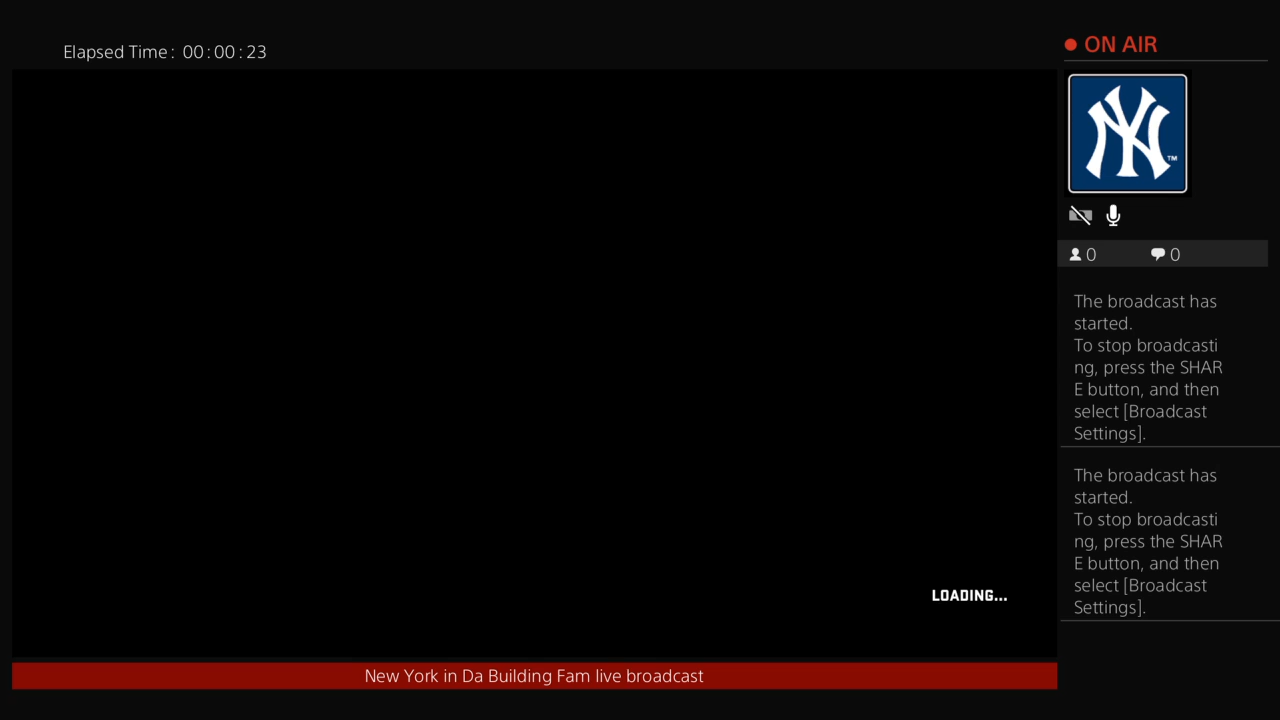 Elapsed Time: 00:00:23
ON AIR
NY
TM
0 0
The broadcast has
started.
To stop broadcasti
ng, press the SHAR
E button, and then
select [Broadcast
Settings].
The broadcast has
started.
To stop broadcasti
ng, press the SHAR
E button, and then
select [Broadcast
Settings].
LOADING...
New York in Da Building Fam live broadcast